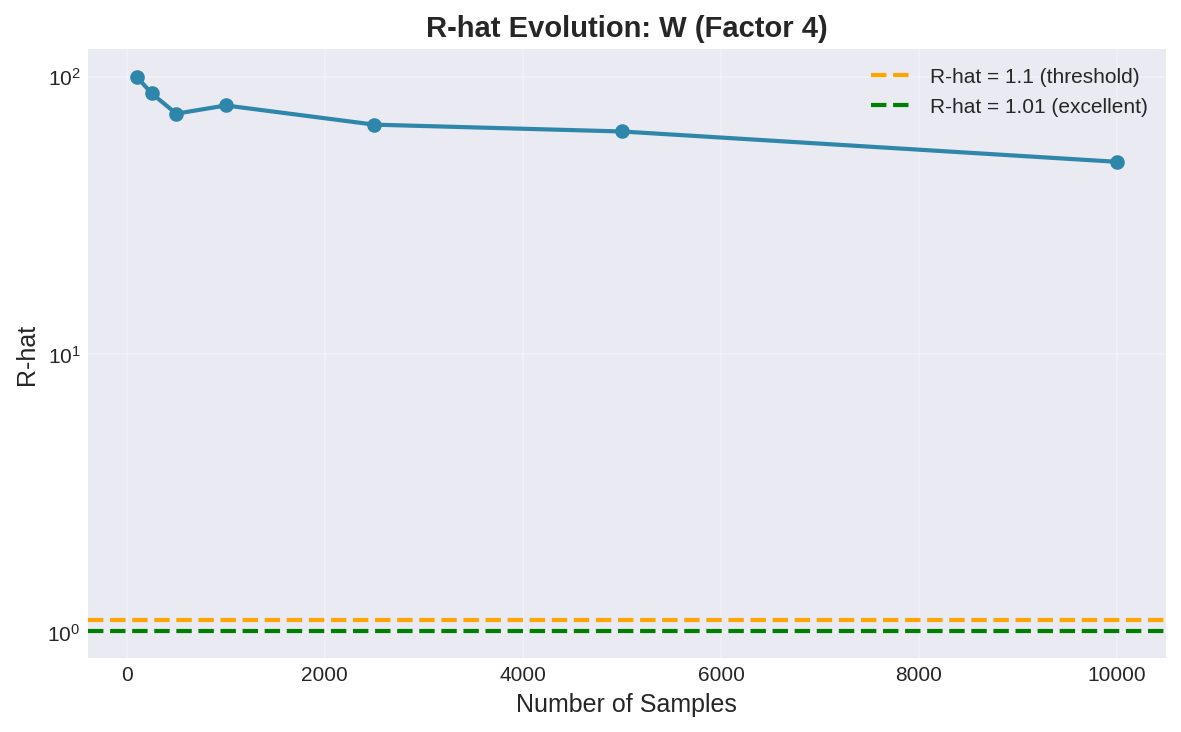 R-hat Evolution: W (Factor 4)
R-hat = 1.1 (threshold)
R-hat = 1.01 (excellent)
10²
10¹
10⁰
R-hat
0 2000 4000 6000 8000 10000
Number of Samples